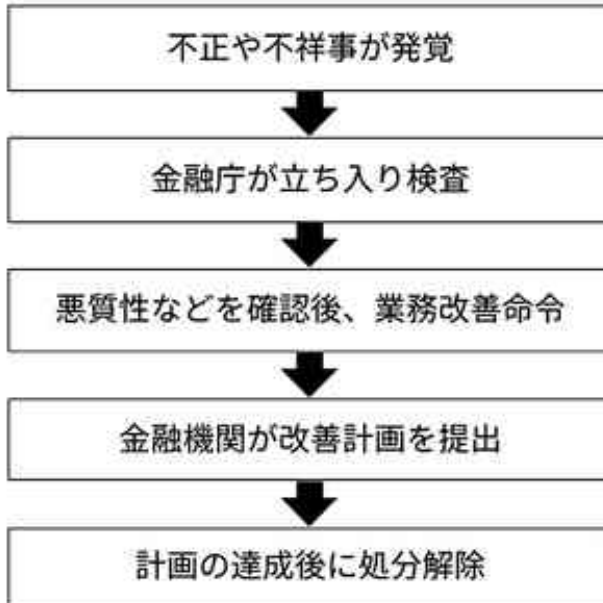 不正や不祥事が発覚
金融庁が立ち入り検査
悪質性などを確認後、業務改善命令
金融機関が改善計画を提出
計画の達成後に処分解除